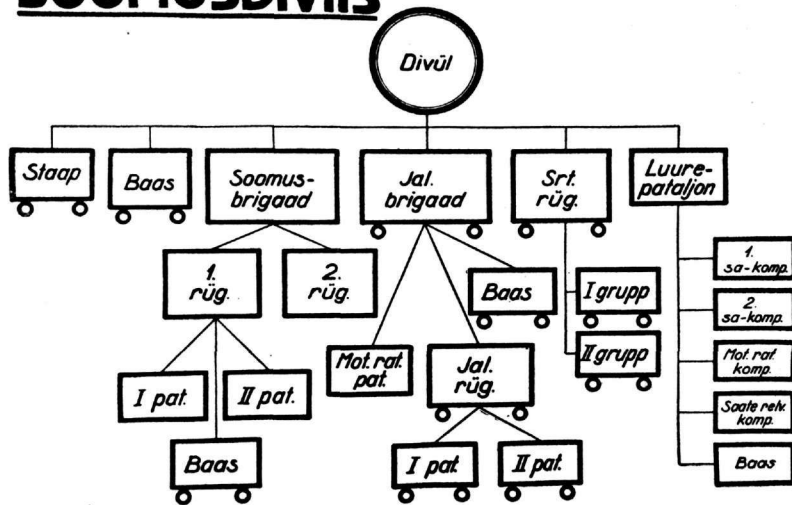 SOOMUSDIVIIS
Divül
Staap
Baas
Soomus-
brigaad
Jal.
brigaad
Srt.
rüg.
Luure-
pataljon
1.
rüg.
2.
rüg.
Baas
I grupp
II grupp
1.
sa-komp.
2.
sa-komp.
Mot. rat.
komp.
Saate relv.
komp.
Baas
Mot. rat.
pat.
Jal.
rüg.
I pat.
II pat.
Baas
I pat.
II pat.